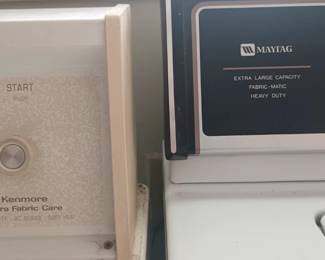 START
Kenmore
ra Fabric Care
MAYTAG
EXTRA LARGE CAPACITY
FABRIC-MATIC
HEAVY DUTY